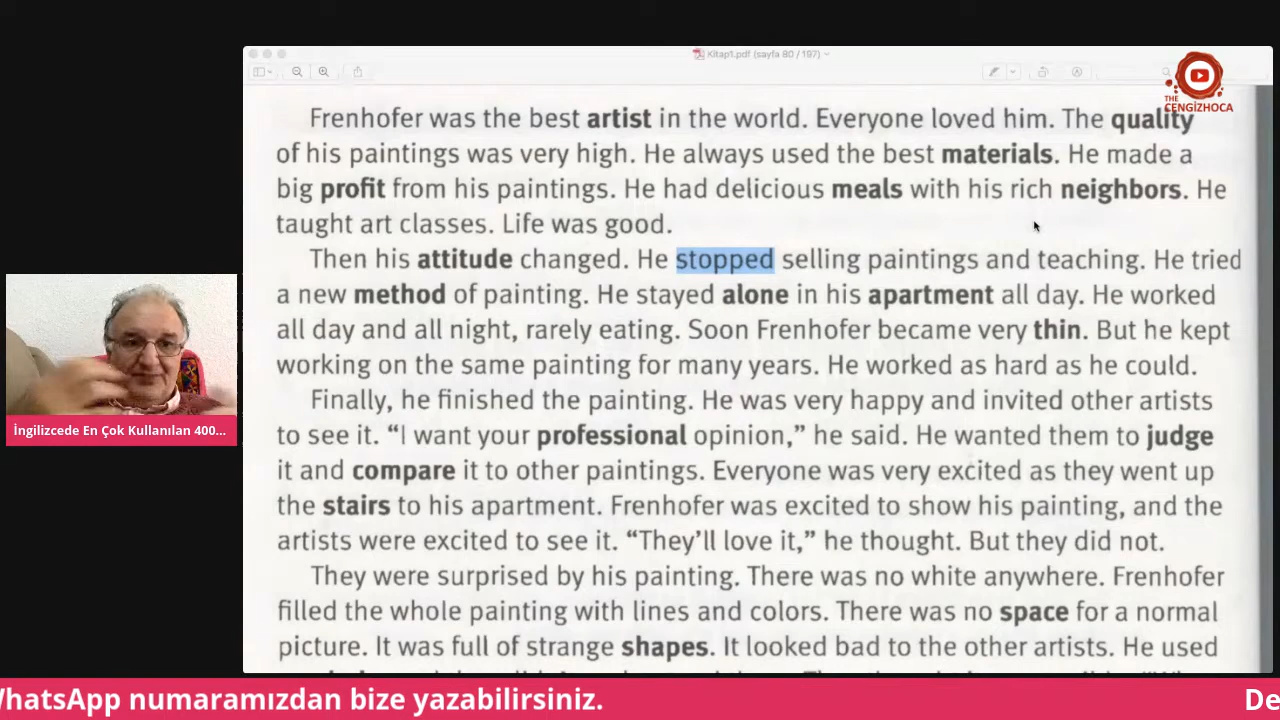 Kitap1.pdf (sayfa 80 / 197)
THE
CENGİZHOCA
Frenhofer was the best artist in the world. Everyone loved him. The quality
of his paintings was very high. He always used the best materials. He made a
big profit from his paintings. He had delicious meals with his rich neighbors. He
taught art classes. Life was good.
Then his attitude changed. He stopped selling paintings and teaching. He tried
a new method of painting. He stayed alone in his apartment all day. He worked
all day and all night, rarely eating. Soon Frenhofer became very thin. But he kept
working on the same painting for many years. He worked as hard as he could.
Finally, he finished the painting. He was very happy and invited other artists
to see it. “I want your professional opinion,” he said. He wanted them to judge
it and compare it to other paintings. Everyone was very excited as they went up
the stairs to his apartment. Frenhofer was excited to show his painting, and the
artists were excited to see it. “They’ll love it,” he thought. But they did not.
They were surprised by his painting. There was no white anywhere. Frenhofer
filled the whole painting with lines and colors. There was no space for a normal
picture. It was full of strange shapes. It looked bad to the other artists. He used
İngilizcede En Çok Kullanılan 400...
WhatsApp numaramızdan bize yazabilirsiniz.
De